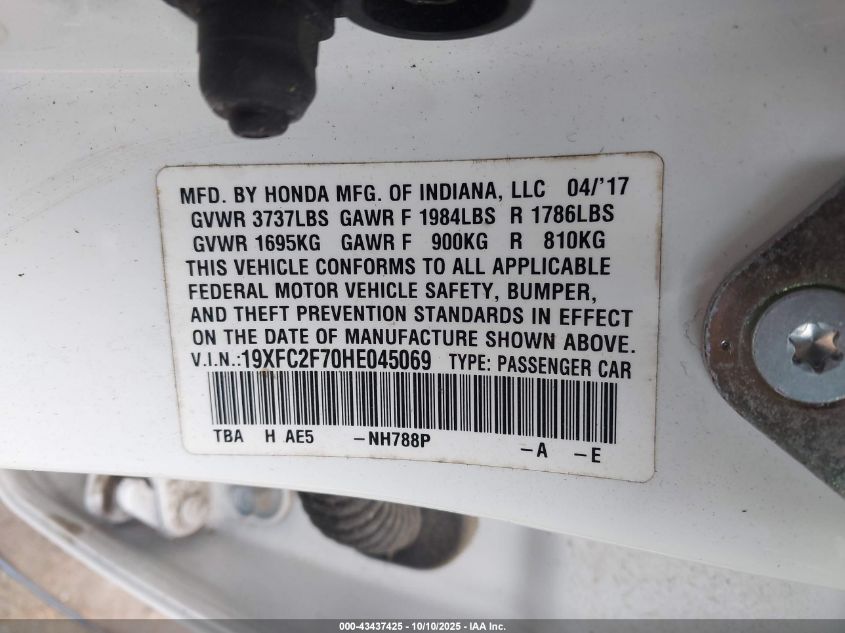 MFD. BY HONDA MFG. OF INDIANA, LLC 04/'17
GVWR 3737LBS GAWR F 1984LBS R 1786LBS
GVWR 1695KG GAWR F 900KG R 810KG
THIS VEHICLE CONFORMS TO ALL APPLICABLE
FEDERAL MOTOR VEHICLE SAFETY, BUMPER,
AND THEFT PREVENTION STANDARDS IN EFFECT
ON THE DATE OF MANUFACTURE SHOWN ABOVE.
V.I.N.:19XFC2F70HE045069 TYPE: PASSENGER CAR
TBA H AE5 -NH788P -A -E
000-43437425 - 10/10/2025 - IAA Inc.